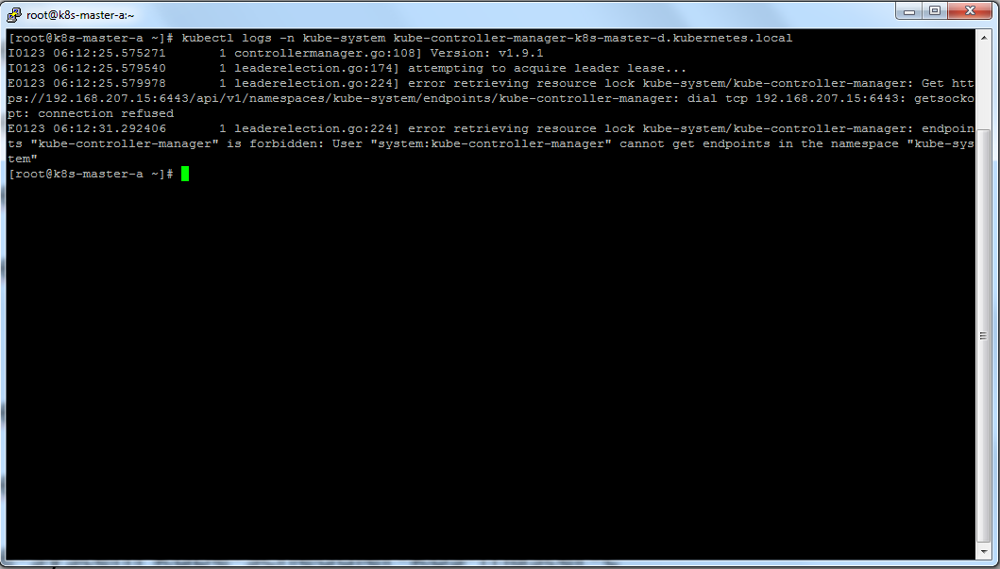 root@k8s-master-a:~
[root@k8s-master-a ~]# kubectl logs -n kube-system kube-controller-manager-k8s-master-d.kubernetes.local
I0123 06:12:25.575271       1 controllermanager.go:108] Version: v1.9.1
I0123 06:12:25.579540       1 leaderelection.go:174] attempting to acquire leader lease...
E0123 06:12:25.579978       1 leaderelection.go:224] error retrieving resource lock kube-system/kube-controller-manager: Get htt
ps://192.168.207.15:6443/api/v1/namespaces/kube-system/endpoints/kube-controller-manager: dial tcp 192.168.207.15:6443: getsocko
pt: connection refused
E0123 06:12:31.292406       1 leaderelection.go:224] error retrieving resource lock kube-system/kube-controller-manager: endpoin
ts "kube-controller-manager" is forbidden: User "system:kube-controller-manager" cannot get endpoints in the namespace "kube-sys
tem"
[root@k8s-master-a ~]#